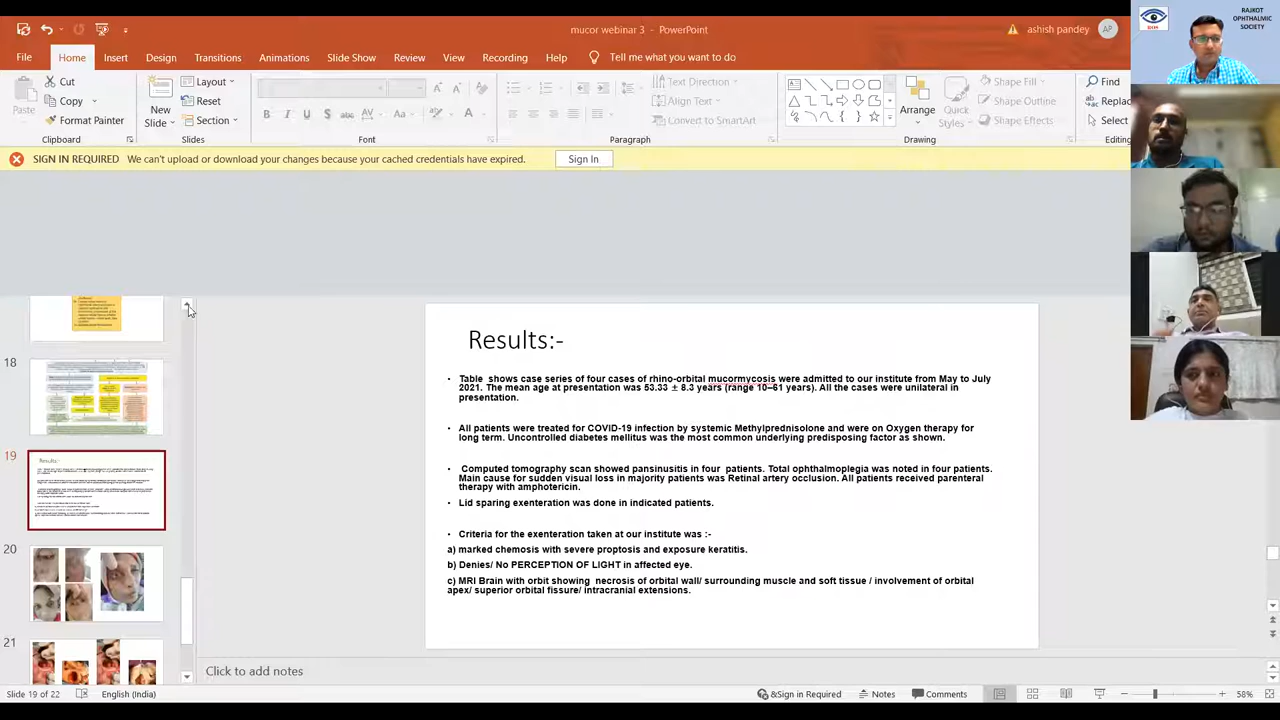 mucor webinar 3 - PowerPoint
ashish pandey
AP
RAJKOT
OPHTHALMIC
SOCIETY
File Home Insert Design Transitions Animations Slide Show Review View Recording Help Tell me what you want to do
Paste
Cut
Copy
Format Painter
Clipboard
New
Slide
Layout
Reset
Section
Slides
B I U S ab AV Aa A
Font
Text Direction
Align Text
Convert to SmartArt
Paragraph
Arrange
Quick
Styles
Shape Fill
Shape Outline
Shape Effects
Drawing
Find
Replace
Select
Editing
SIGN IN REQUIRED We can't upload or download your changes because your cached credentials have expired. Sign In
18
19
Results:-
20
21
Results:-
• Table shows case series of four cases of rhino-orbital mucormycosis were admitted to our institute from May to July
2021. The mean age at presentation was 53.33 ± 8.3 years (range 10–61 years). All the cases were unilateral in
presentation.
• All patients were treated for COVID-19 infection by systemic Methylprednisolone and were on Oxygen therapy for
long term. Uncontrolled diabetes mellitus was the most common underlying predisposing factor as shown.
• Computed tomography scan showed pansinusitis in four patients. Total ophthalmoplegia was noted in four patients.
Main cause for sudden visual loss in majority patients was Retinal artery occlusion. All patients received parenteral
therapy with amphotericin.
• Lid soaring exenteration was done in indicated patients.
• Criteria for the exenteration taken at our institute was :-
a) marked chemosis with severe proptosis and exposure keratitis.
b) Denies/ No PERCEPTION OF LIGHT in affected eye.
c) MRI Brain with orbit showing necrosis of orbital wall/ surrounding muscle and soft tissue / involvement of orbital
apex/ superior orbital fissure/ intracranial extensions.
Click to add notes
Slide 19 of 22 English (India) &Sign in Required Notes Comments 58%